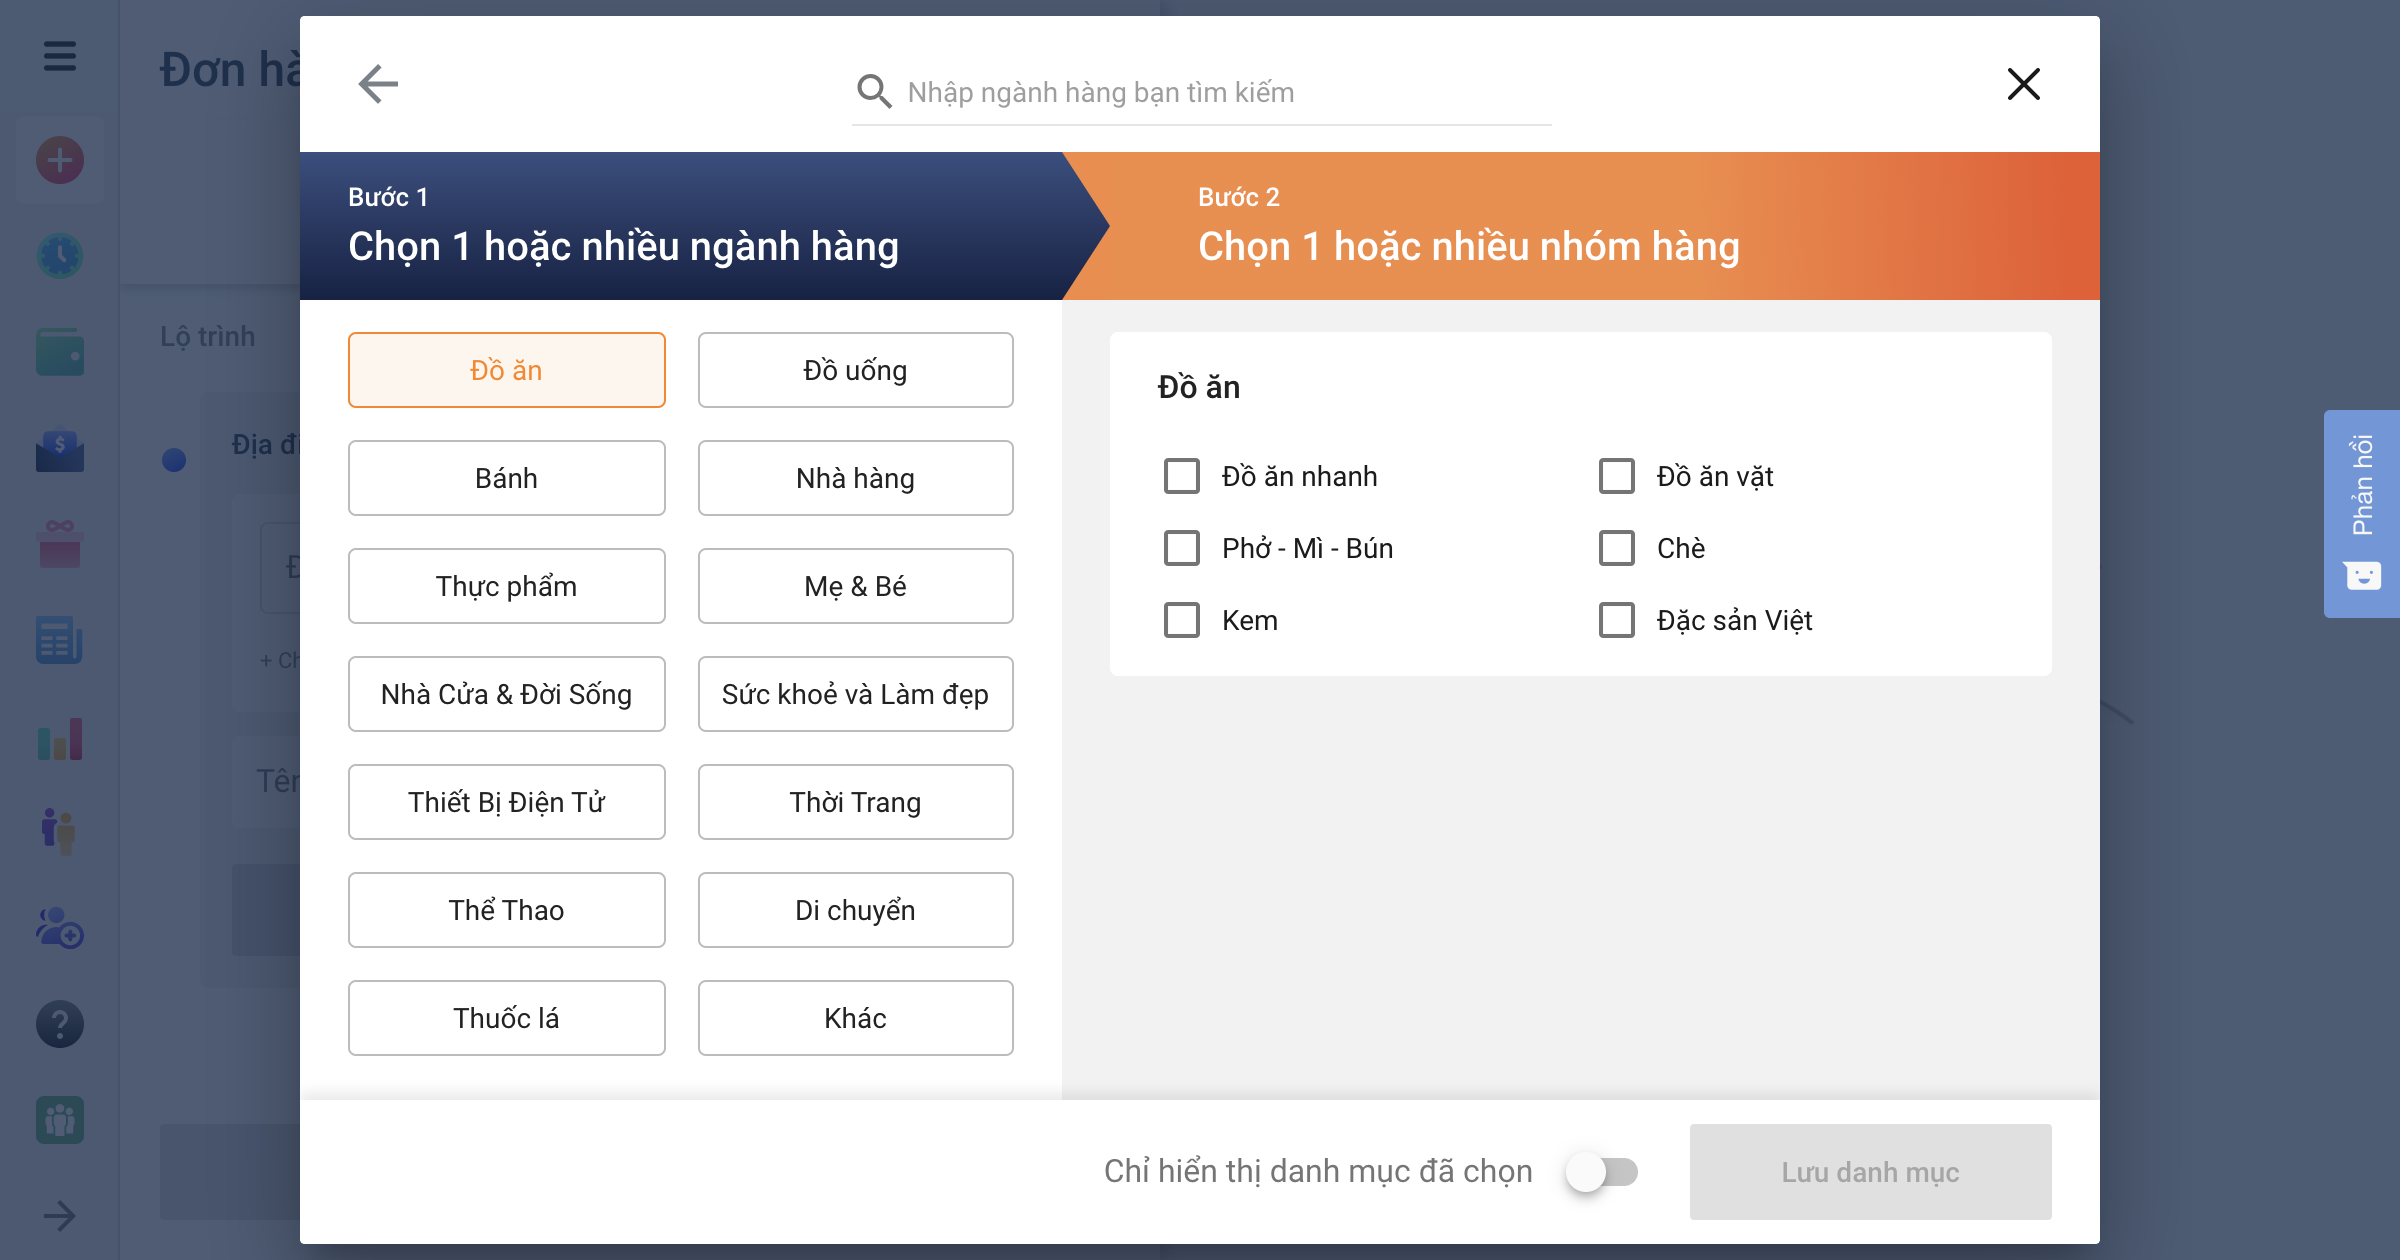 Đơn hà
Nhập ngành hàng bạn tìm kiếm
Bước 1
Chọn 1 hoặc nhiều ngành hàng
Bước 2
Chọn 1 hoặc nhiều nhóm hàng
Lộ trình
Địa đi
+ Ch
Tên
Đồ ăn
Đồ uống
Bánh
Nhà hàng
Thực phẩm
Mẹ & Bé
Nhà Cửa & Đời Sống
Sức khoẻ và Làm đẹp
Thiết Bị Điện Tử
Thời Trang
Thể Thao
Di chuyển
Thuốc lá
Khác
Đồ ăn
Đồ ăn nhanh
Đồ ăn vặt
Phở - Mì - Bún
Chè
Kem
Đặc sản Việt
Phản hồi
Chỉ hiển thị danh mục đã chọn
Lưu danh mục